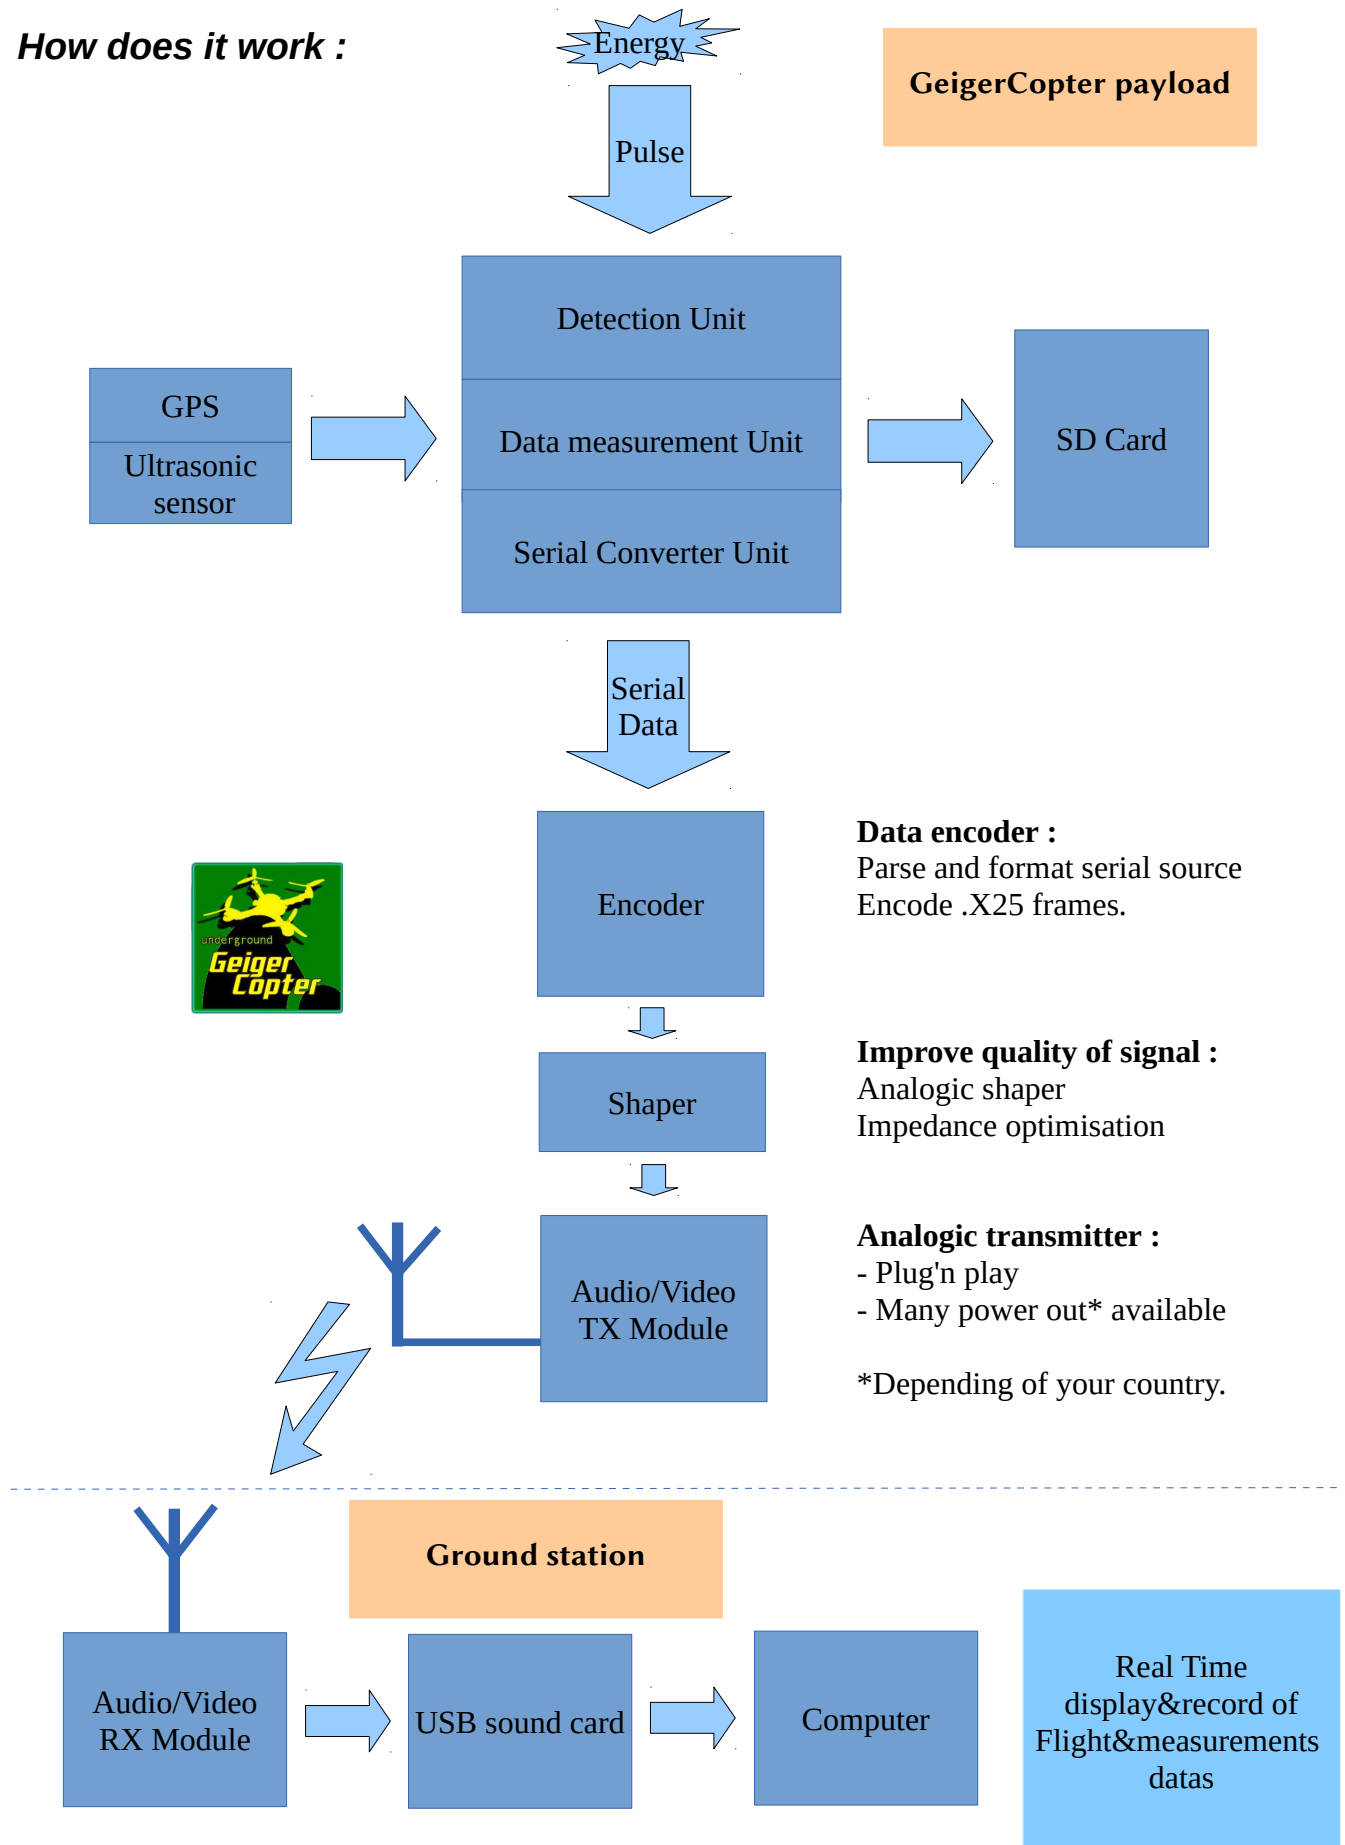 How does it work :
Energy
GeigerCopter payload
Pulse
Detection Unit
GPS
Ultrasonic
sensor
Data measurement Unit
SD Card
Serial Converter Unit
Serial
Data
Encoder
Data encoder :
Parse and format serial source
Encode .X25 frames.
underground
Geiger
Copter
Shaper
Improve quality of signal :
Analogic shaper
Impedance optimisation
Audio/Video
TX Module
Analogic transmitter :
- Plug'n play
- Many power out* available
*Depending of your country.
Ground station
Audio/Video
RX Module
USB sound card
Computer
Real Time
display&record of
Flight&measurements
datas